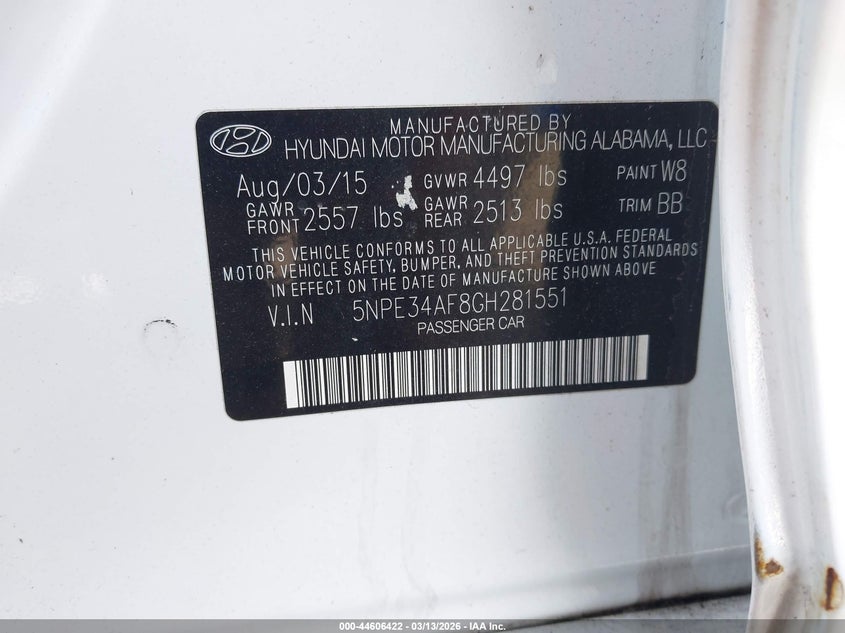 MANUFACTURED BY
HYUNDAI MOTOR MANUFACTURING ALABAMA, LLC
Aug/03/15 GVWR 4497 lbs PAINT W8
GAWR FRONT 2557 lbs GAWR REAR 2513 lbs TRIM BB
THIS VEHICLE CONFORMS TO ALL APPLICABLE U.S.A. FEDERAL
MOTOR VEHICLE SAFETY, BUMPER, AND THEFT PREVENTION STANDARDS
IN EFFECT ON THE DATE OF MANUFACTURE SHOWN ABOVE
V.I.N 5NPE34AF8GH281551
PASSENGER CAR
000-44606422 - 03/13/2026 - IAA Inc.